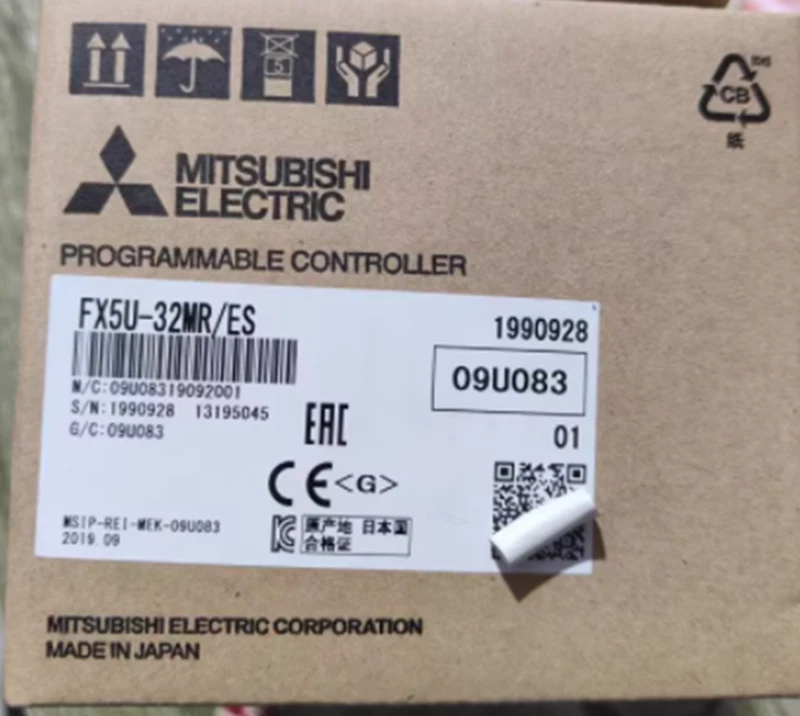 5
CB
紙
MITSUBISHI
ELECTRIC
PROGRAMMABLE CONTROLLER
FX5U-32MR/ES
1990928
M/C:09U08319092001
09U083
S/N:1990928 13195045
G/C:09U083
EAC
01
CE<G>
MSIP-REI-MEK-09U083
2019.09
原产地 日本国
合格证
MITSUBISHI ELECTRIC CORPORATION
MADE IN JAPAN